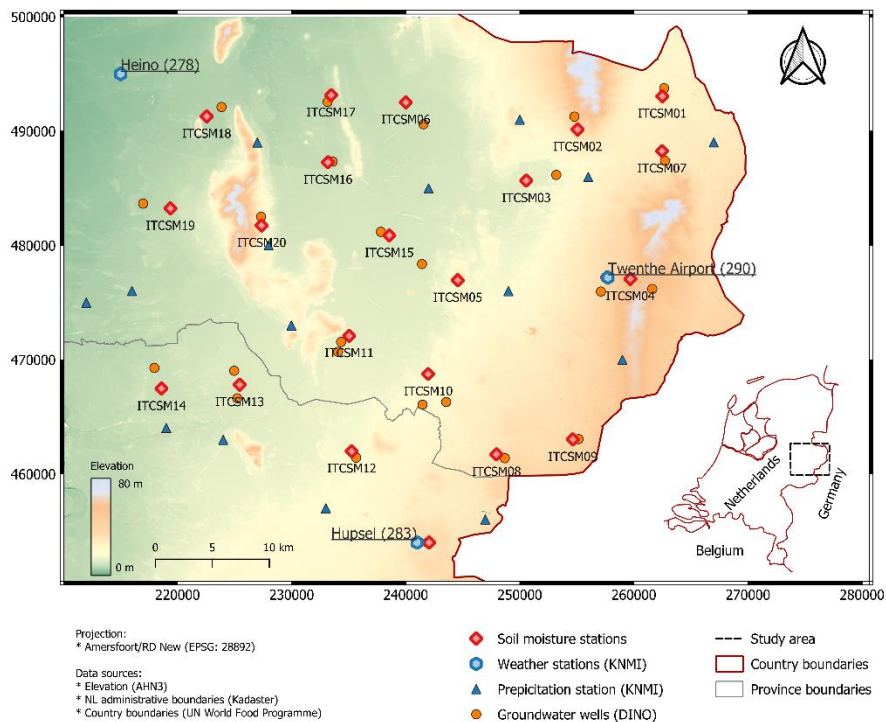 500000
490000
480000
470000
460000
Heino (278)
ITCSM17
ITCSM18
ITCSM06
ITCSM01
ITCSM02
ITCSM16
ITCSM07
ITCSM03
ITCSM19
ITCSM20
ITCSM15
Twenthe Airport (290)
ITCSM05
ITCSM04
ITCSM11
ITCSM10
ITCSM14
ITCSM13
ITCSM12
ITCSM08
ITCSM09
Hupsel (283)
Elevation
80 m
0 m
0 5 10 km
Netherlands
Germany
Belgium
220000 230000 240000 250000 260000 270000 280000
Projection:
* Amersfoort/RD New (EPSG: 28892)
Data sources:
* Elevation (AHN3)
* NL administrative boundaries (Kadaster)
* Country boundaries (UN World Food Programme)
Soil moisture stations
Weather stations (KNMI)
Prepicitation station (KNMI)
Groundwater wells (DINO)
Study area
Country boundaries
Province boundaries